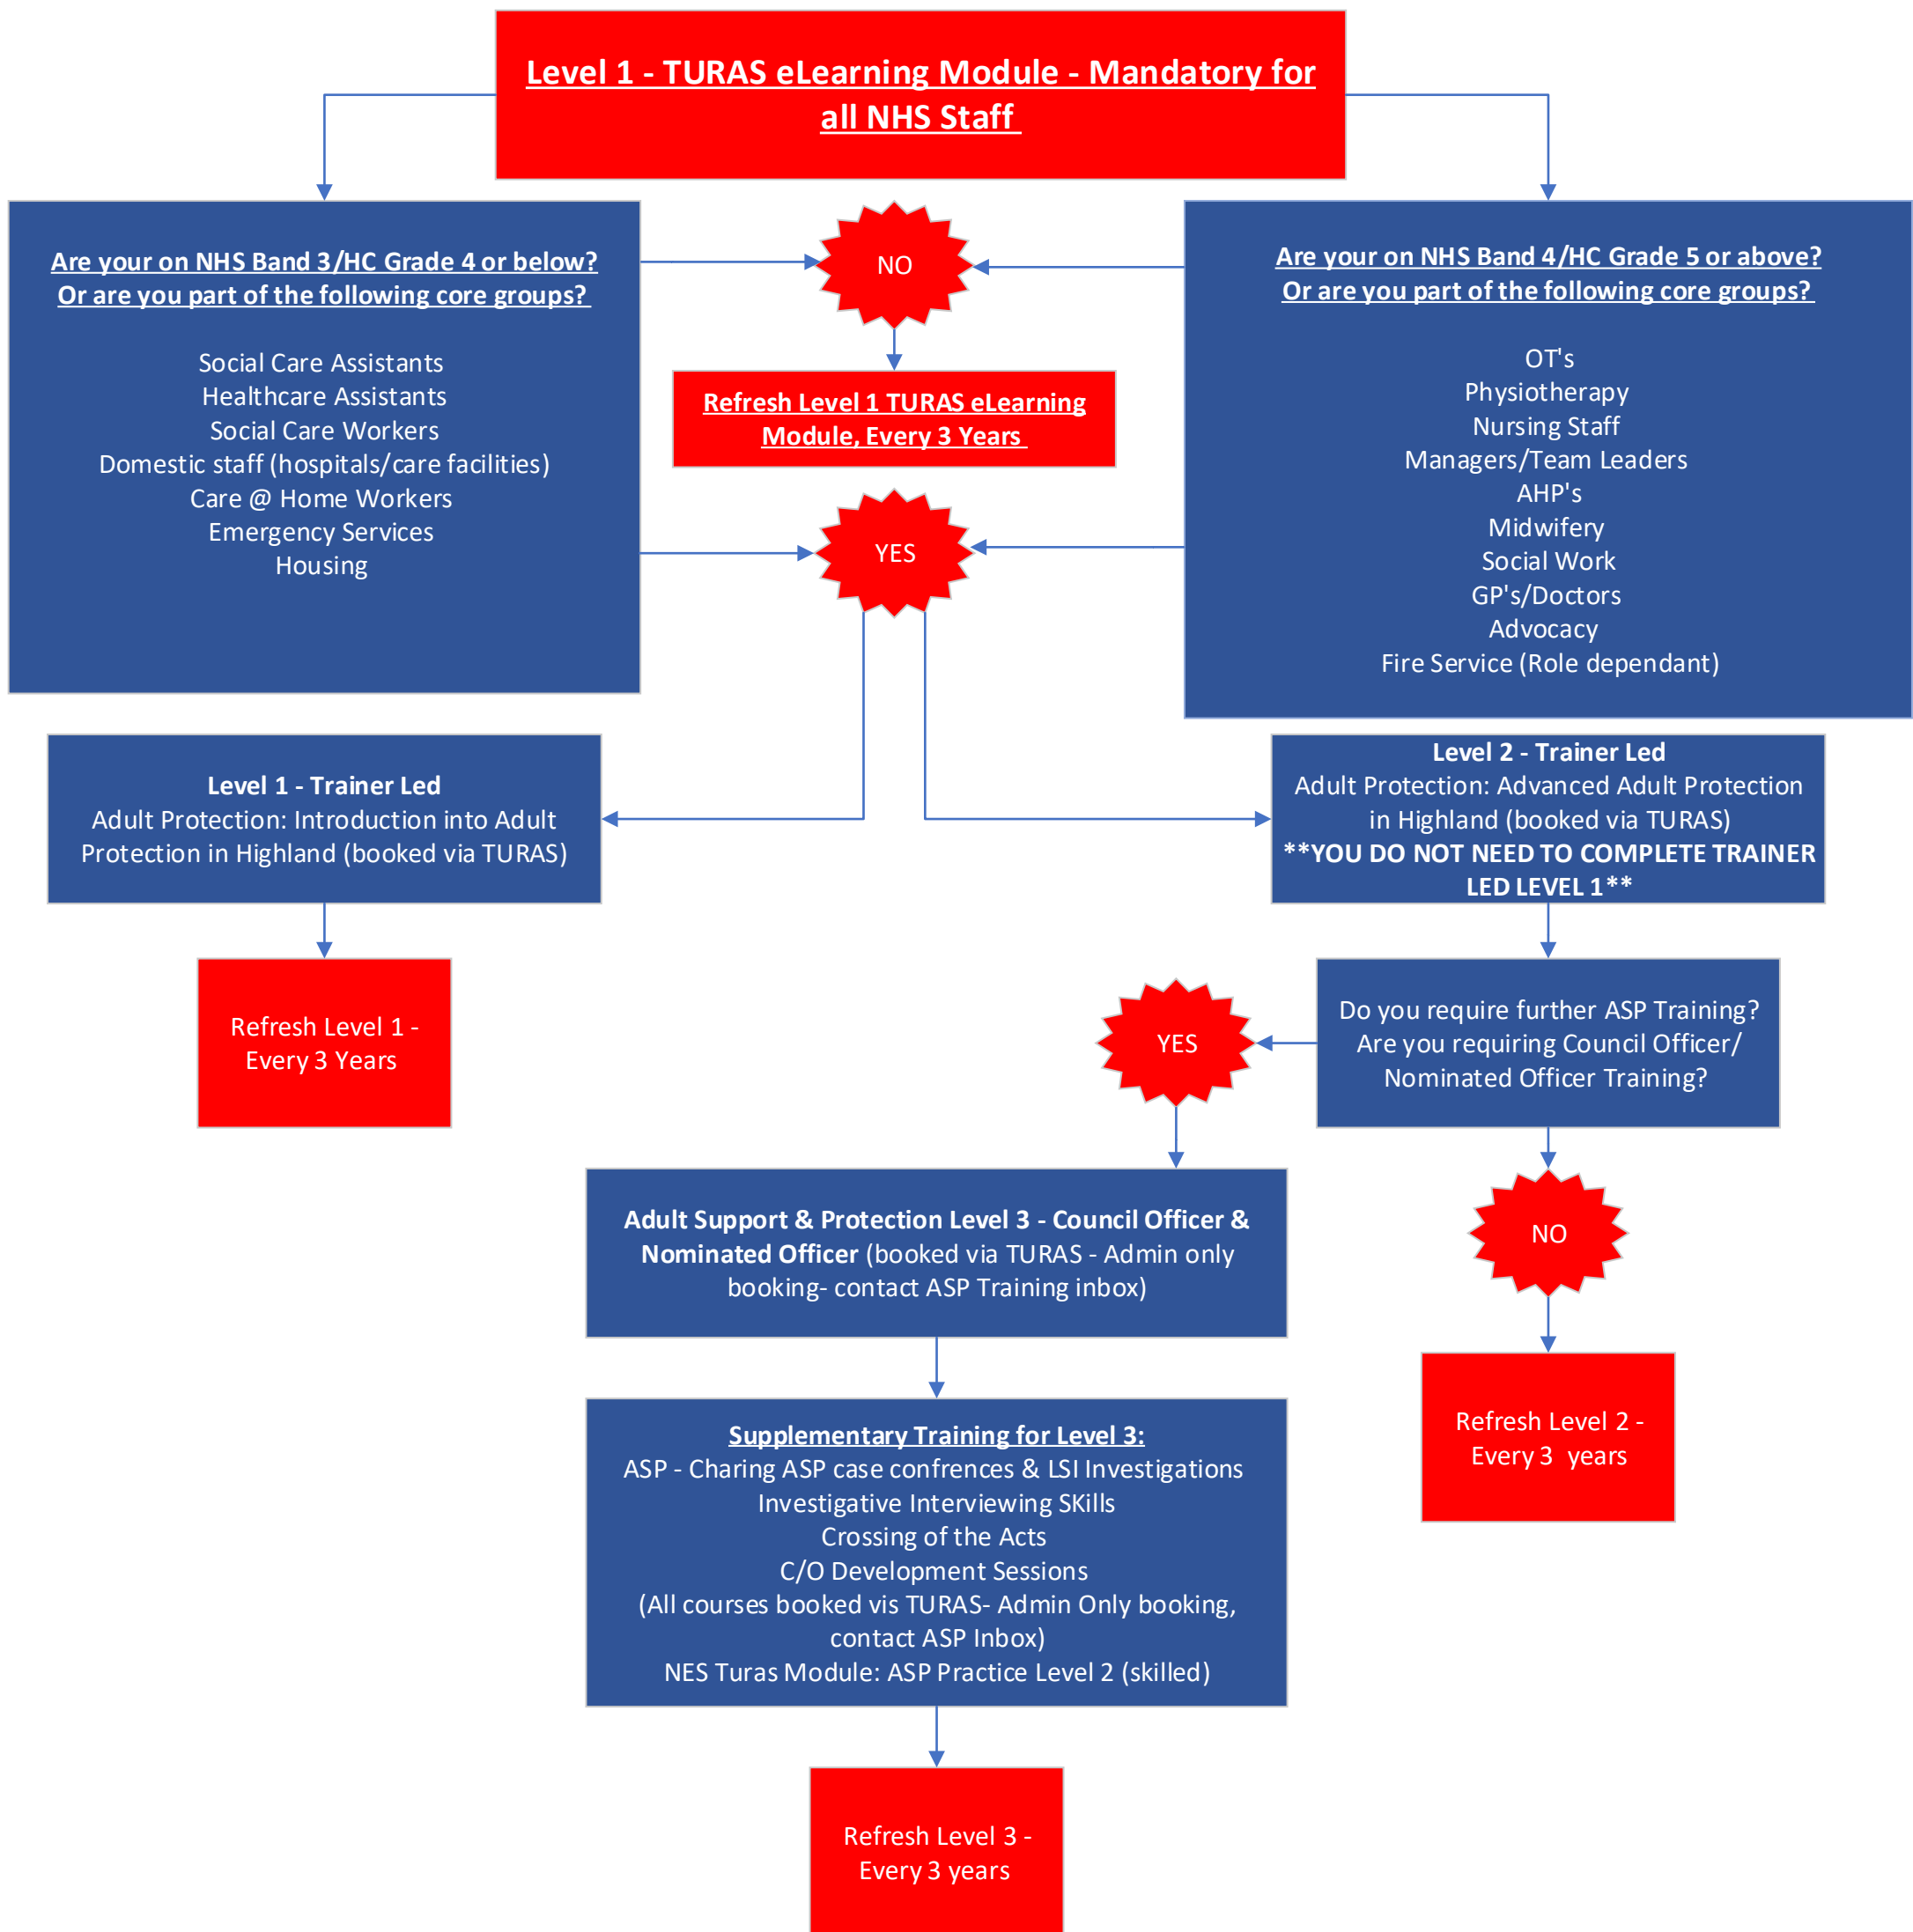 Level 1 - TURAS eLearning Module - Mandatory for
all NHS Staff
Are your on NHS Band 3/HC Grade 4 or below?
Or are you part of the following core groups?
Social Care Assistants
Healthcare Assistants
Social Care Workers
Domestic staff (hospitals/care facilities)
Care @ Home Workers
Emergency Services
Housing
NO
Refresh Level 1 TURAS eLearning
Module, Every 3 Years
YES
Are your on NHS Band 4/HC Grade 5 or above?
Or are you part of the following core groups?
OT's
Physiotherapy
Nursing Staff
Managers/Team Leaders
AHP's
Midwifery
Social Work
GP's/Doctors
Advocacy
Fire Service (Role dependant)
Level 1 - Trainer Led
Adult Protection: Introduction into Adult
Protection in Highland (booked via TURAS)
Refresh Level 1 -
Every 3 Years
Level 2 - Trainer Led
Adult Protection: Advanced Adult Protection
in Highland (booked via TURAS)
**YOU DO NOT NEED TO COMPLETE TRAINER
LED LEVEL 1**
Do you require further ASP Training?
Are you requiring Council Officer/
Nominated Officer Training?
YES
NO
Adult Support & Protection Level 3 - Council Officer &
Nominated Officer (booked via TURAS - Admin only
booking- contact ASP Training inbox)
Refresh Level 2 -
Every 3 years
Supplementary Training for Level 3:
ASP - Charing ASP case confrences & LSI Investigations
Investigative Interviewing SKills
Crossing of the Acts
C/O Development Sessions
(All courses booked vis TURAS- Admin Only booking,
contact ASP Inbox)
NES Turas Module: ASP Practice Level 2 (skilled)
Refresh Level 3 -
Every 3 years